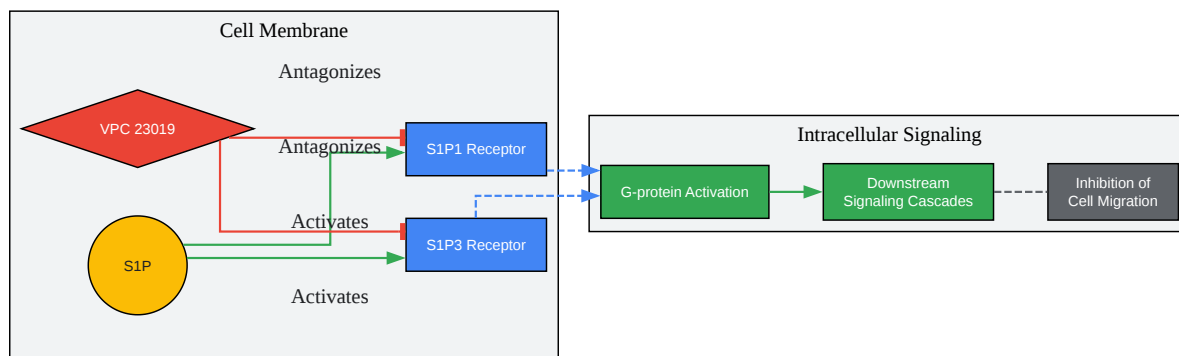 Cell Membrane
Antagonizes
VPC 23019
Antagonizes
S1P1 Receptor
Activates
S1P3 Receptor
S1P
Activates
Intracellular Signaling
G-protein Activation
Downstream
Signaling Cascades
Inhibition of
Cell Migration